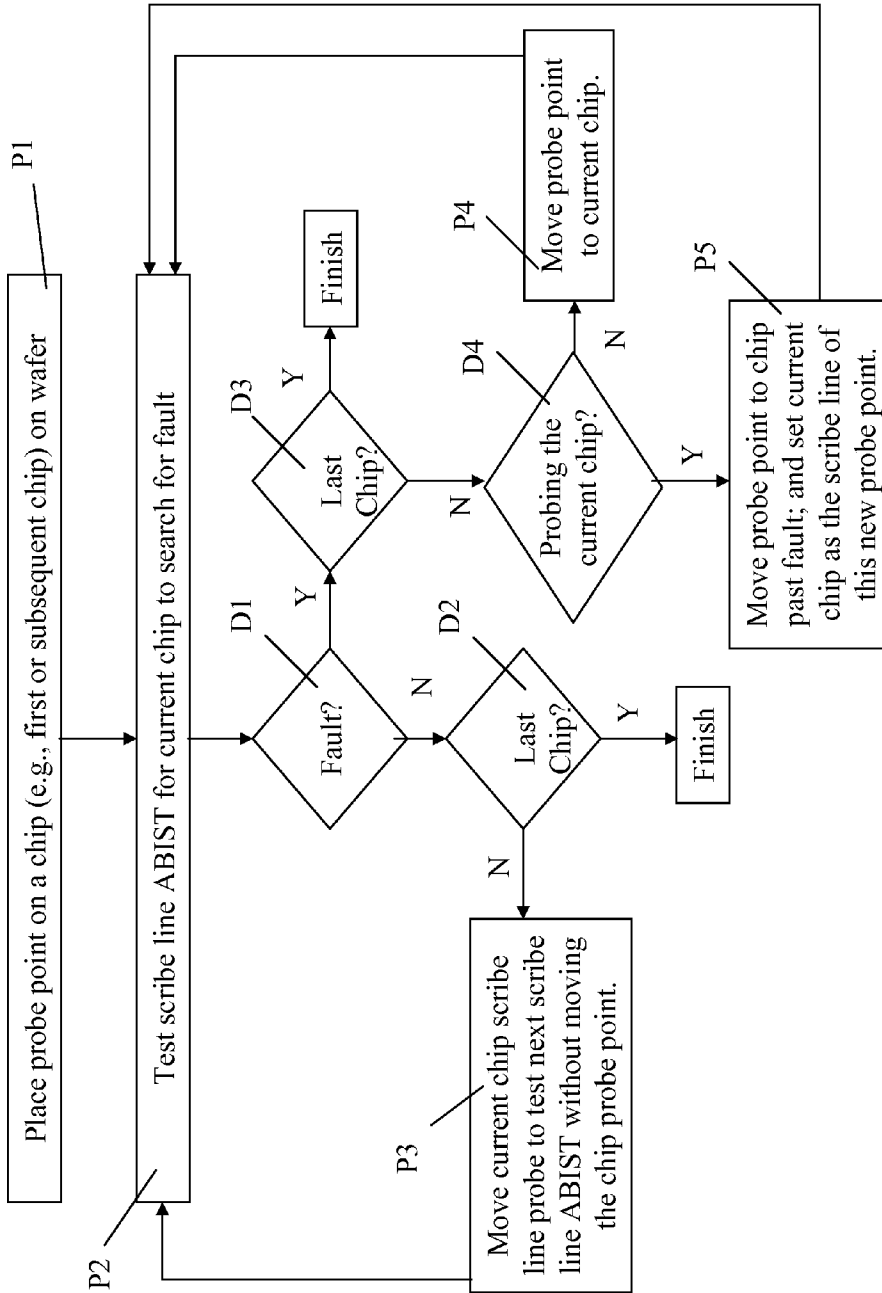 P1
Place probe point on a chip (e.g., first or subsequent chip) on wafer
P2
Test scribe line ABIST for current chip to search for fault
D1
Fault?
Y
N
D3
Last
Chip?
Y
Finish
N
D2
Last
Chip?
N
Y
Finish
P3
Move current chip scribe
line probe to test next scribe
line ABIST without moving
the chip probe point.
D4
Probing the
current chip?
N
Y
P4
Move probe point
to current chip.
P5
Move probe point to chip
past fault; and set current
chip as the scribe line of
this new probe point.